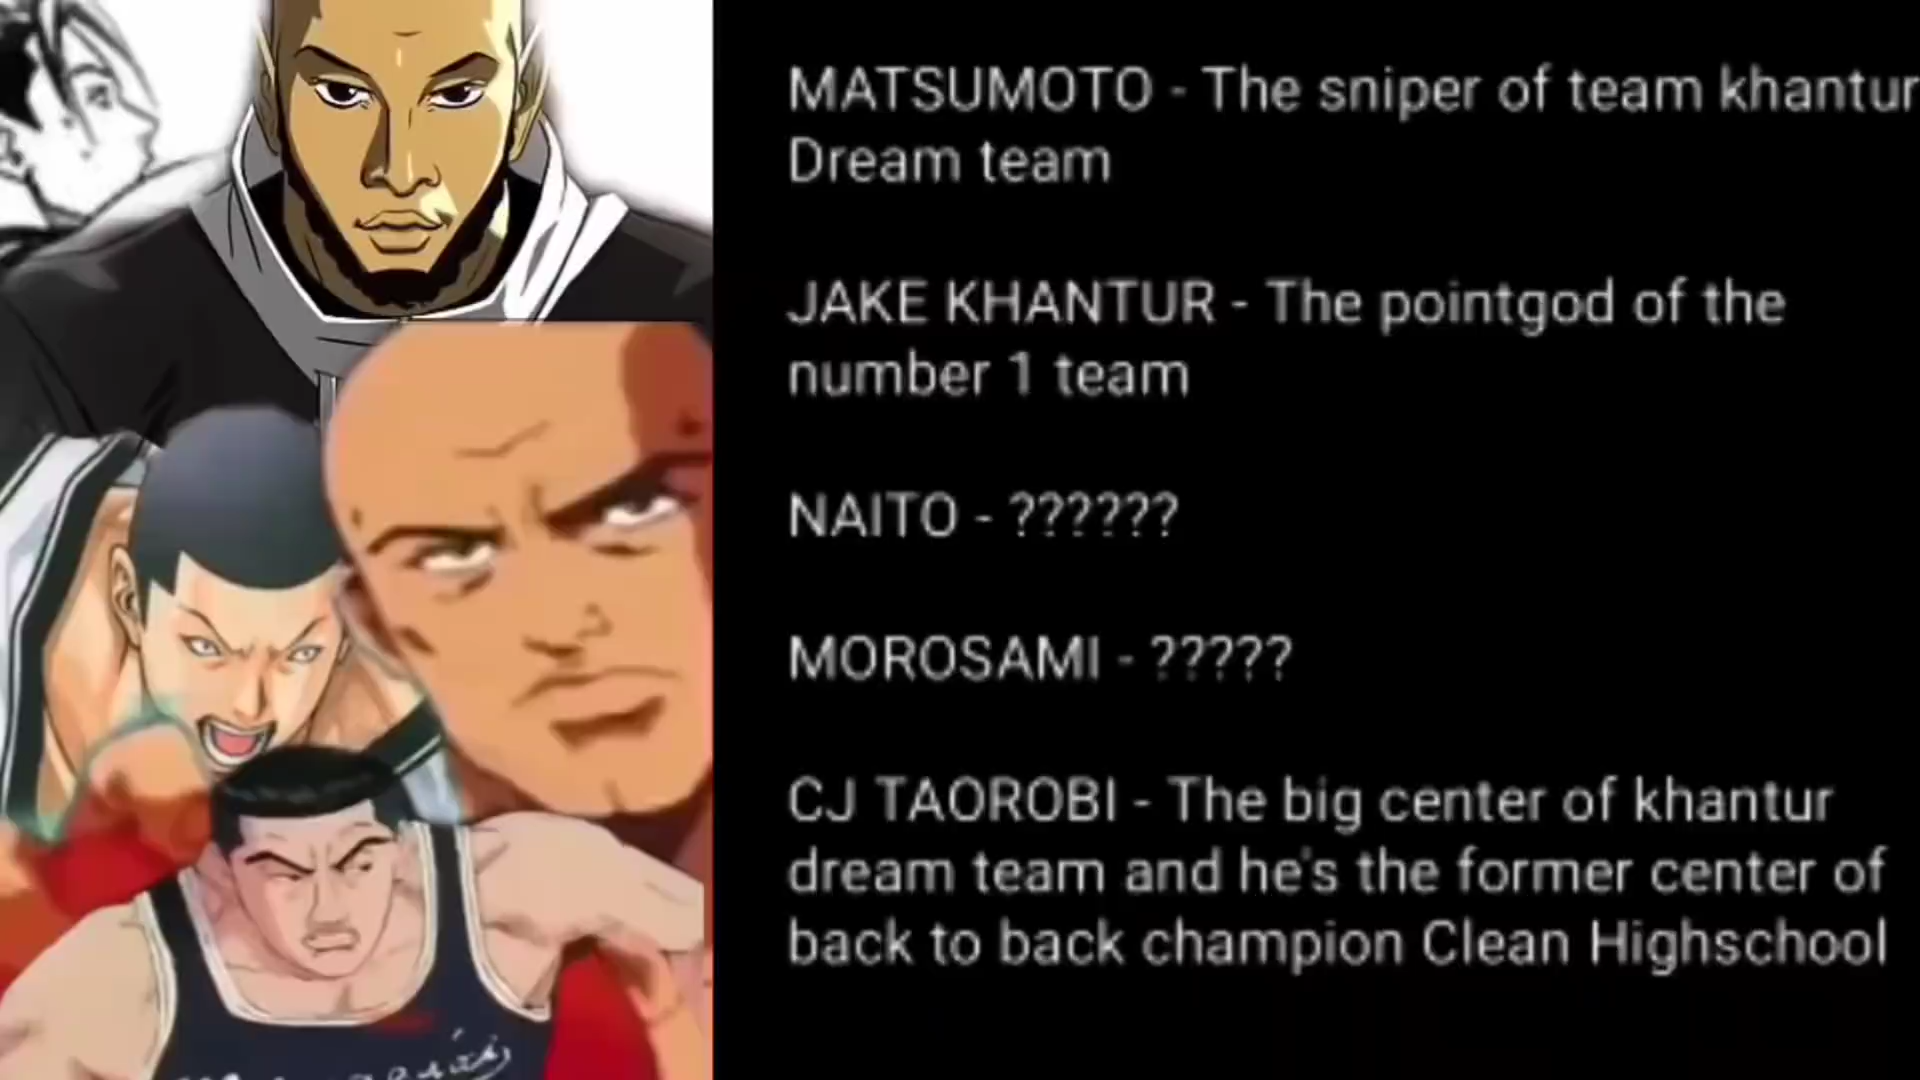 MATSUMOTO - The sniper of team khantur
Dream team
JAKE KHANTUR - The pointgod of the
number 1 team
NAITO - ??????
MOROSAMI - ?????
CJ TAOROBI - The big center of khantur
dream team and he's the former center of
back to back champion Clean Highschool